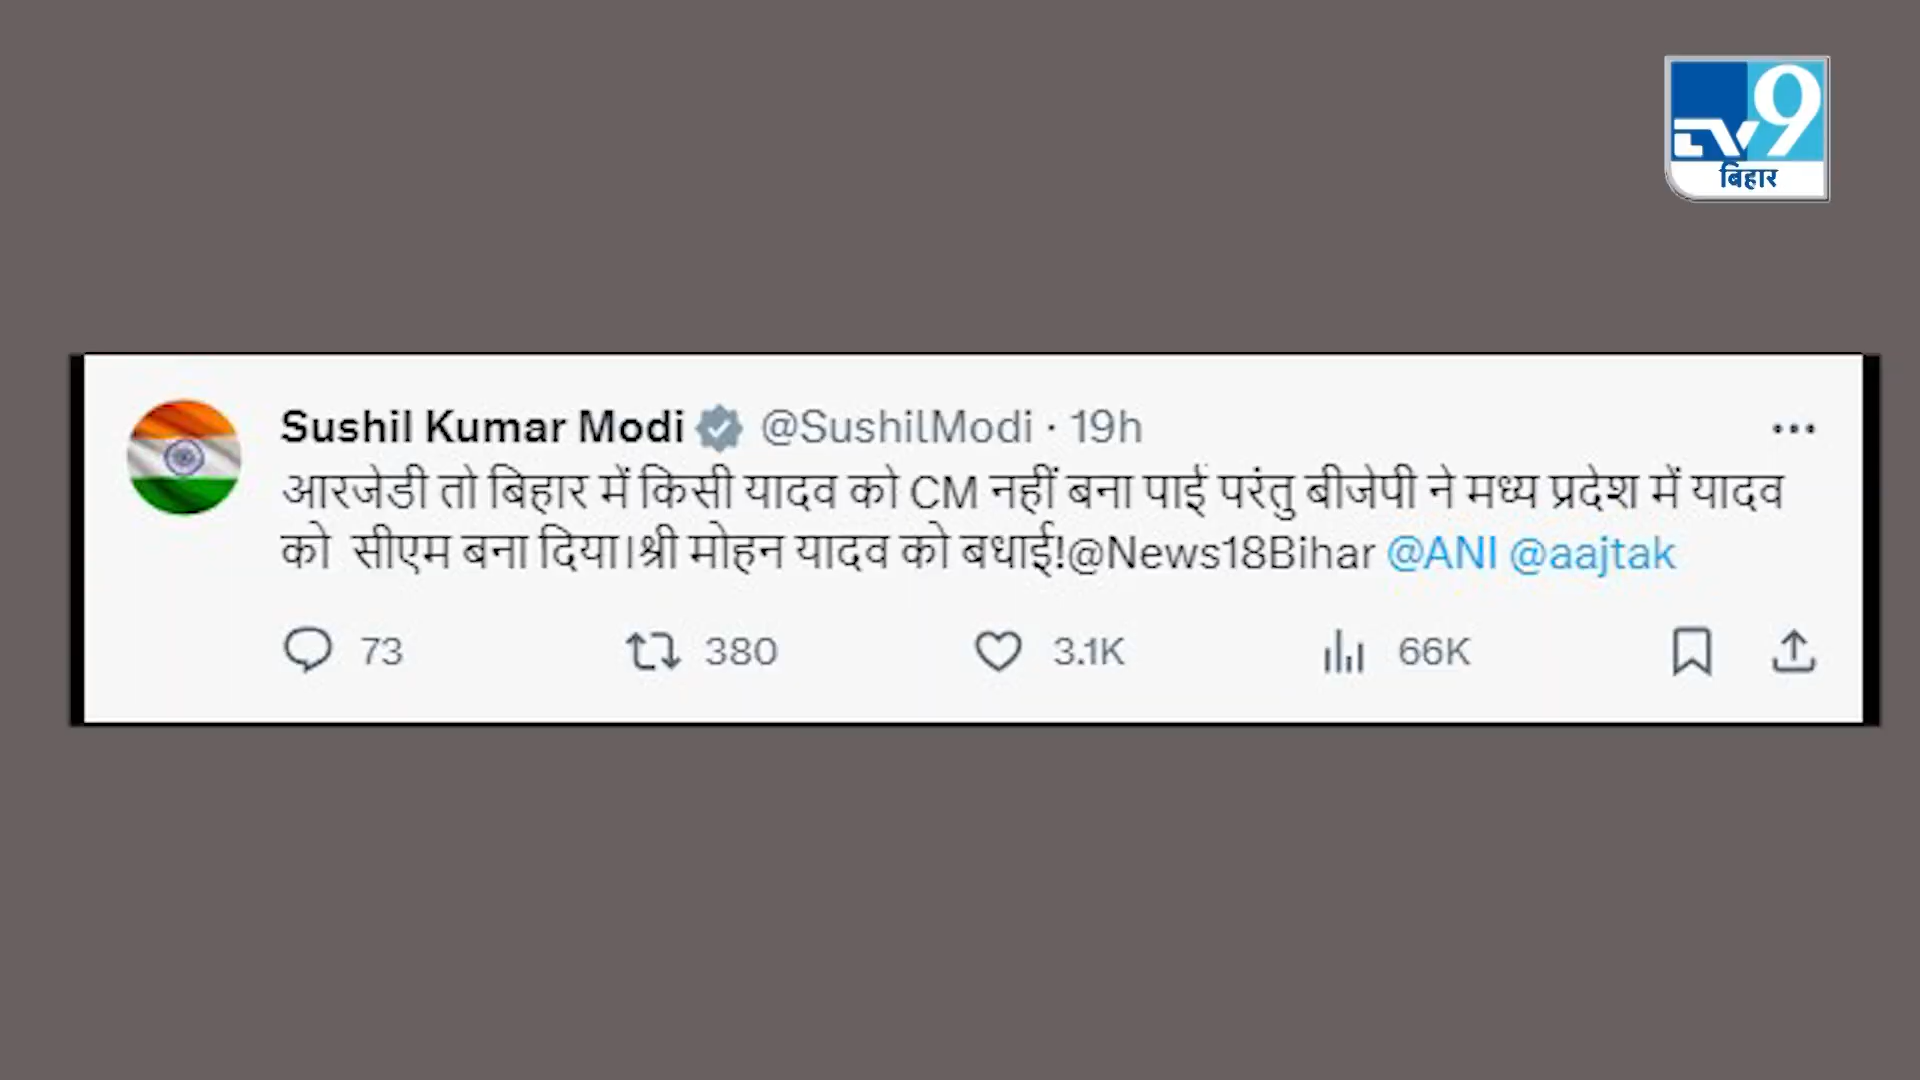 TV9
बिहार
Sushil Kumar Modi @SushilModi · 19h
आरजेडी तो बिहार में किसी यादव को CM नहीं बना पाई परंतु बीजेपी ने मध्य प्रदेश में यादव
को सीएम बना दिया।श्री मोहन यादव को बधाई!@News18Bihar @ANI @aajtak
73 380 3.1K 66K